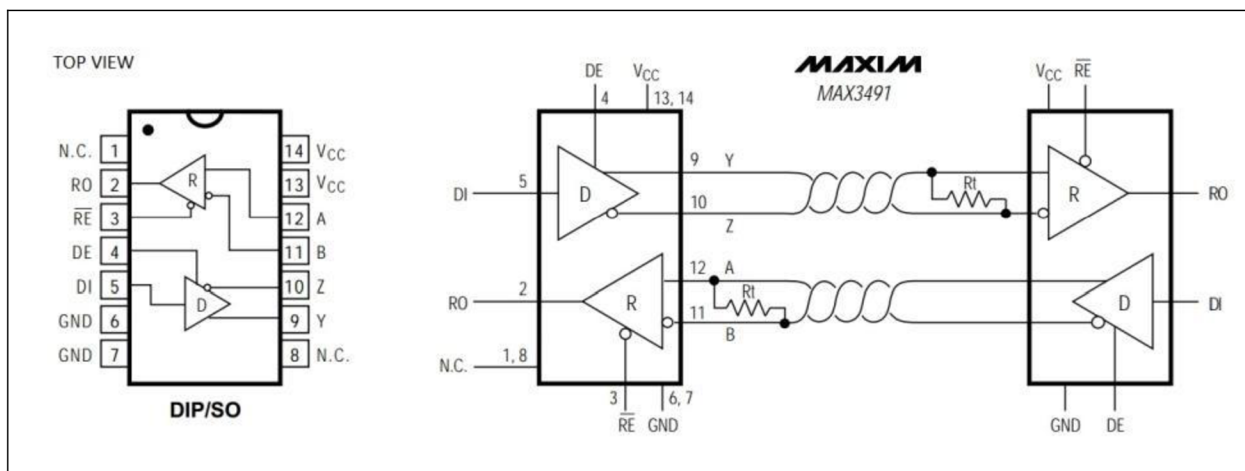 TOP VIEW
N.C. 1
RO 2
RE 3
DE 4
DI 5
GND 6
GND 7
14 VCC
13 VCC
12 A
11 B
10 Z
9 Y
8 N.C.
R
D
DIP/SO
MAXIM
MAX3491
DE
4
VCC
13, 14
DI
5
D
9 Y
10
Z
RO
2
R
12 A
11
B
N.C.
1, 8
3
RE
6, 7
GND
Rt
Rt
VCC
RE
R
RO
D
DI
GND
DE